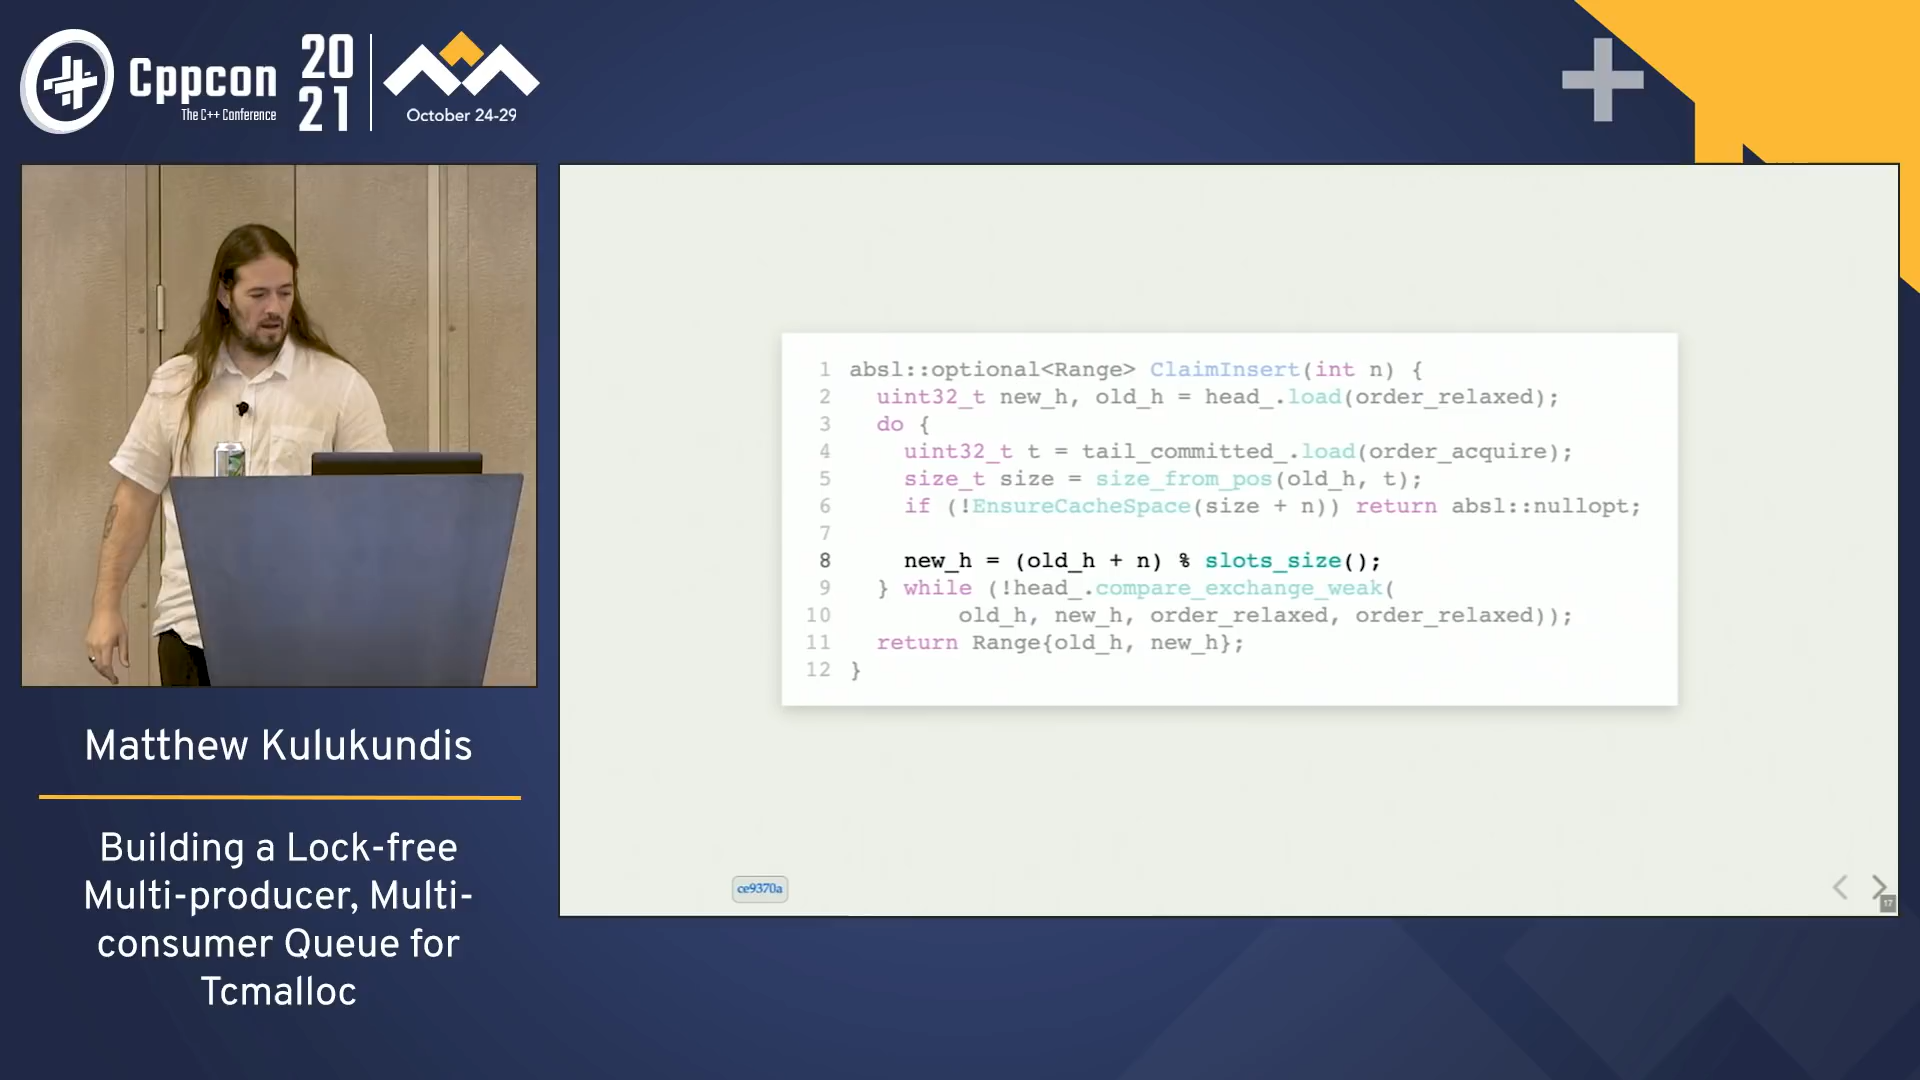 Cppcon
The C++ Conference
20
21
October 24-29
1 absl::optional<Range> ClaimInsert(int n) {
2 uint32_t new_h, old_h = head_.load(order_relaxed);
3 do {
4 uint32_t t = tail_committed_.load(order_acquire);
5 size_t size = size_from_pos(old_h, t);
6 if (!EnsureCacheSpace(size + n)) return absl::nullopt;
7
8 new_h = (old_h + n) % slots_size();
9 } while (!head_.compare_exchange_weak(
10 old_h, new_h, order_relaxed, order_relaxed));
11 return Range{old_h, new_h};
12 }
ce9370a
17
Matthew Kulukundis
Building a Lock-free
Multi-producer, Multi-
consumer Queue for
Tcmalloc